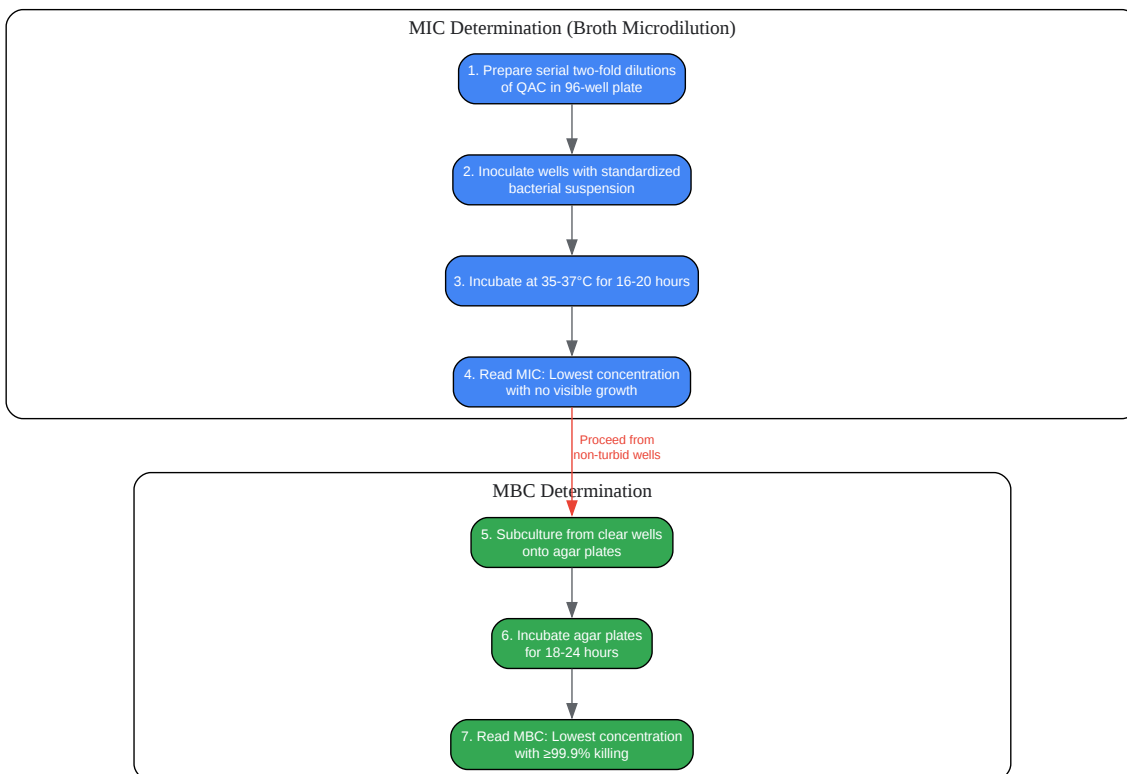 MIC Determination (Broth Microdilution)
1. Prepare serial two-fold dilutions
of QAC in 96-well plate
2. Inoculate wells with standardized
bacterial suspension
3. Incubate at 35-37°C for 16-20 hours
4. Read MIC: Lowest concentration
with no visible growth
Proceed from
non-turbid wells
MBC Determination
5. Subculture from clear wells
onto agar plates
6. Incubate agar plates
for 18-24 hours
7. Read MBC: Lowest concentration
with ≥99.9% killing